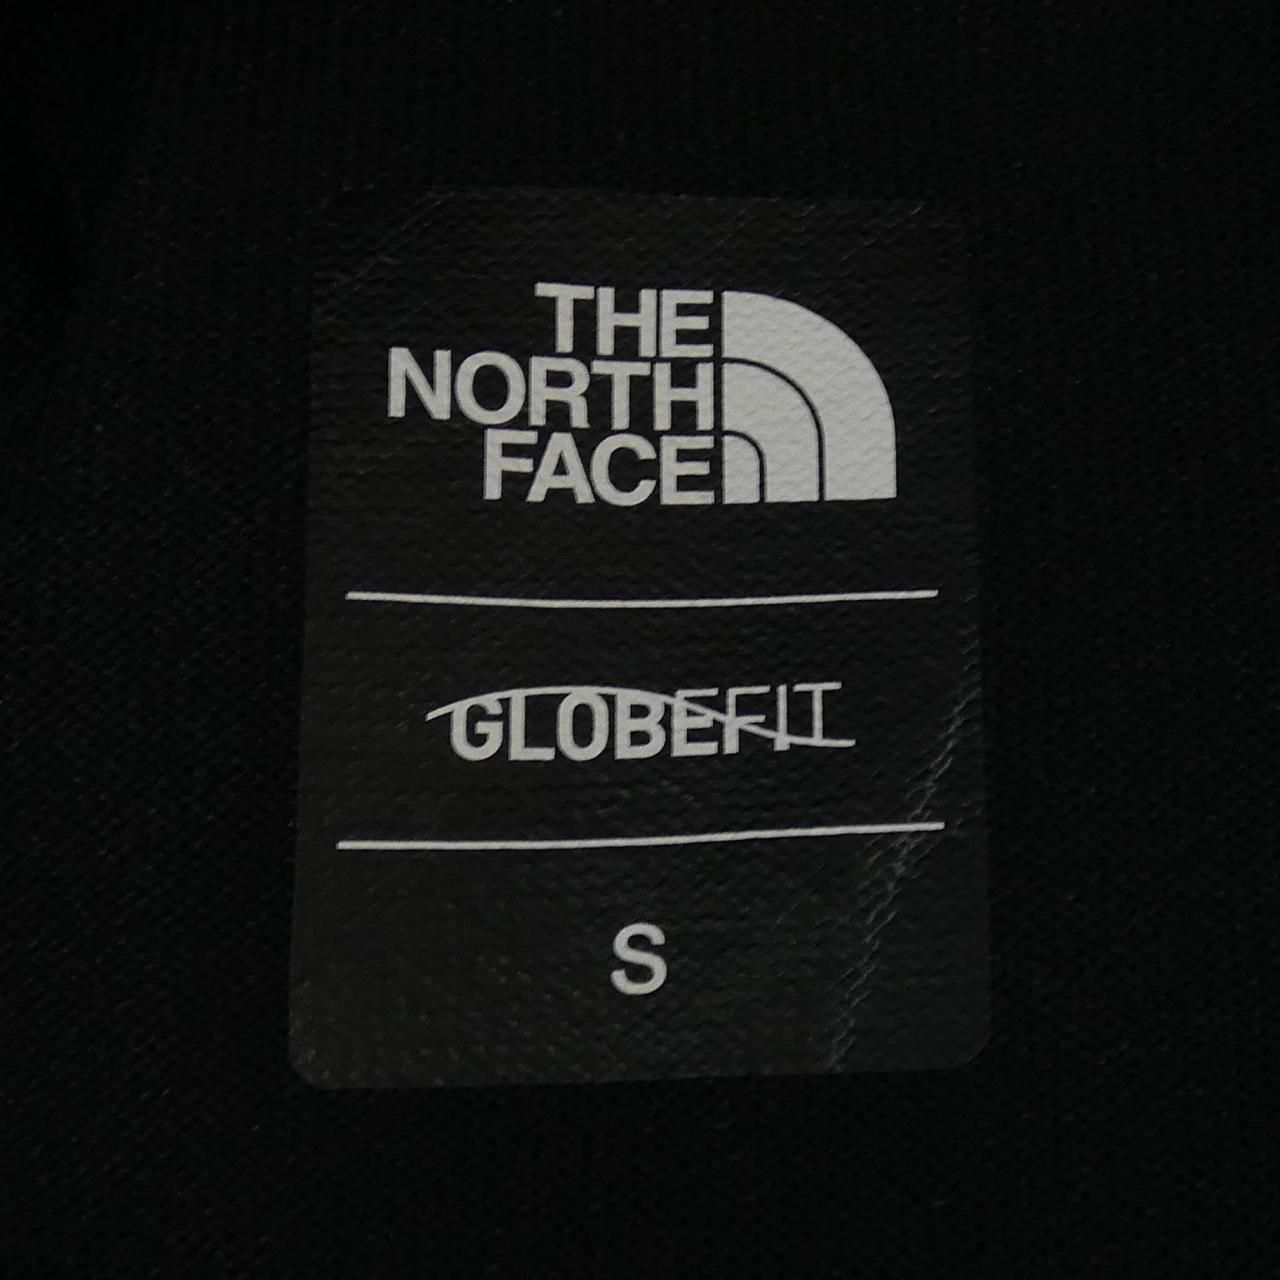 THE
NORTH
FACE
GLOBEFIT
S